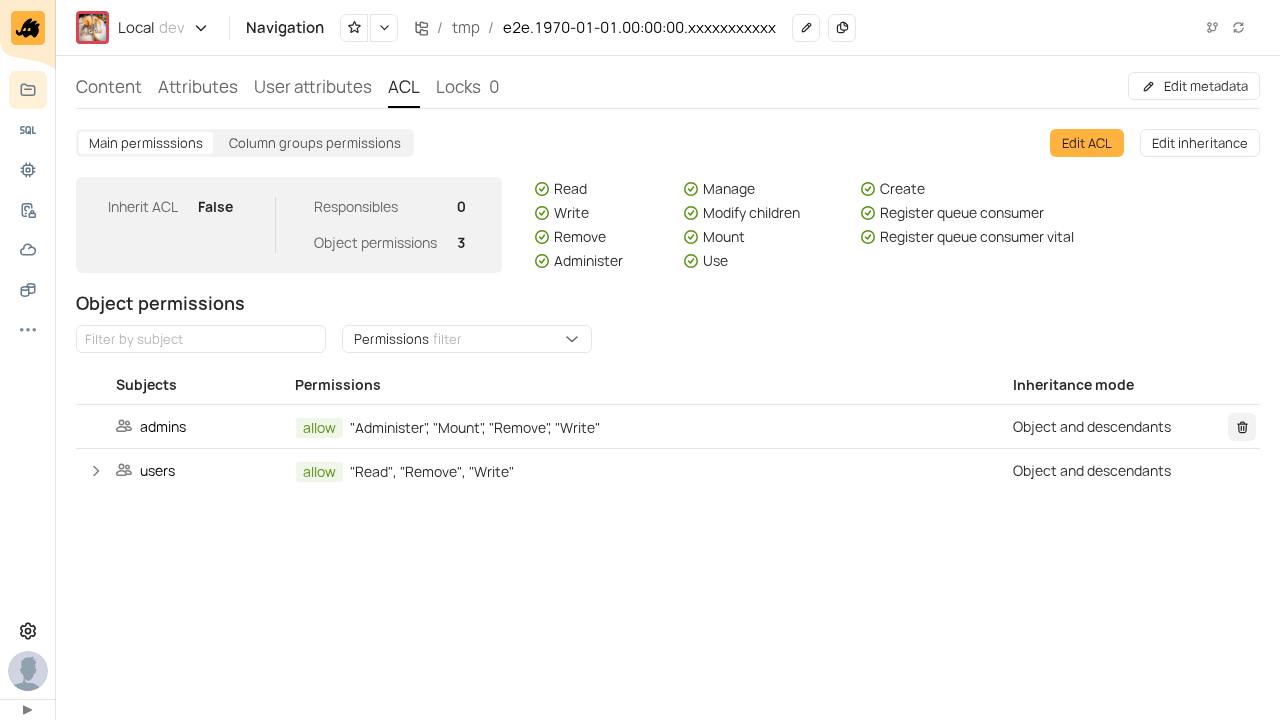 Local dev
Navigation
/ tmp / e2e.1970-01-01.00:00:00.xxxxxxxxxxx
Content Attributes User attributes ACL Locks 0
Edit metadata
Main permisssions Column groups permissions
Edit ACL
Edit inheritance
SQL
Inherit ACL False
Responsibles 0
Object permissions 3
Read Manage Create
Write Modify children Register queue consumer
Remove Mount Register queue consumer vital
Administer Use
Object permissions
Filter by subject
Permissions filter
Subjects Permissions Inheritance mode
admins allow "Administer", "Mount", "Remove", "Write" Object and descendants
users allow "Read", "Remove", "Write" Object and descendants